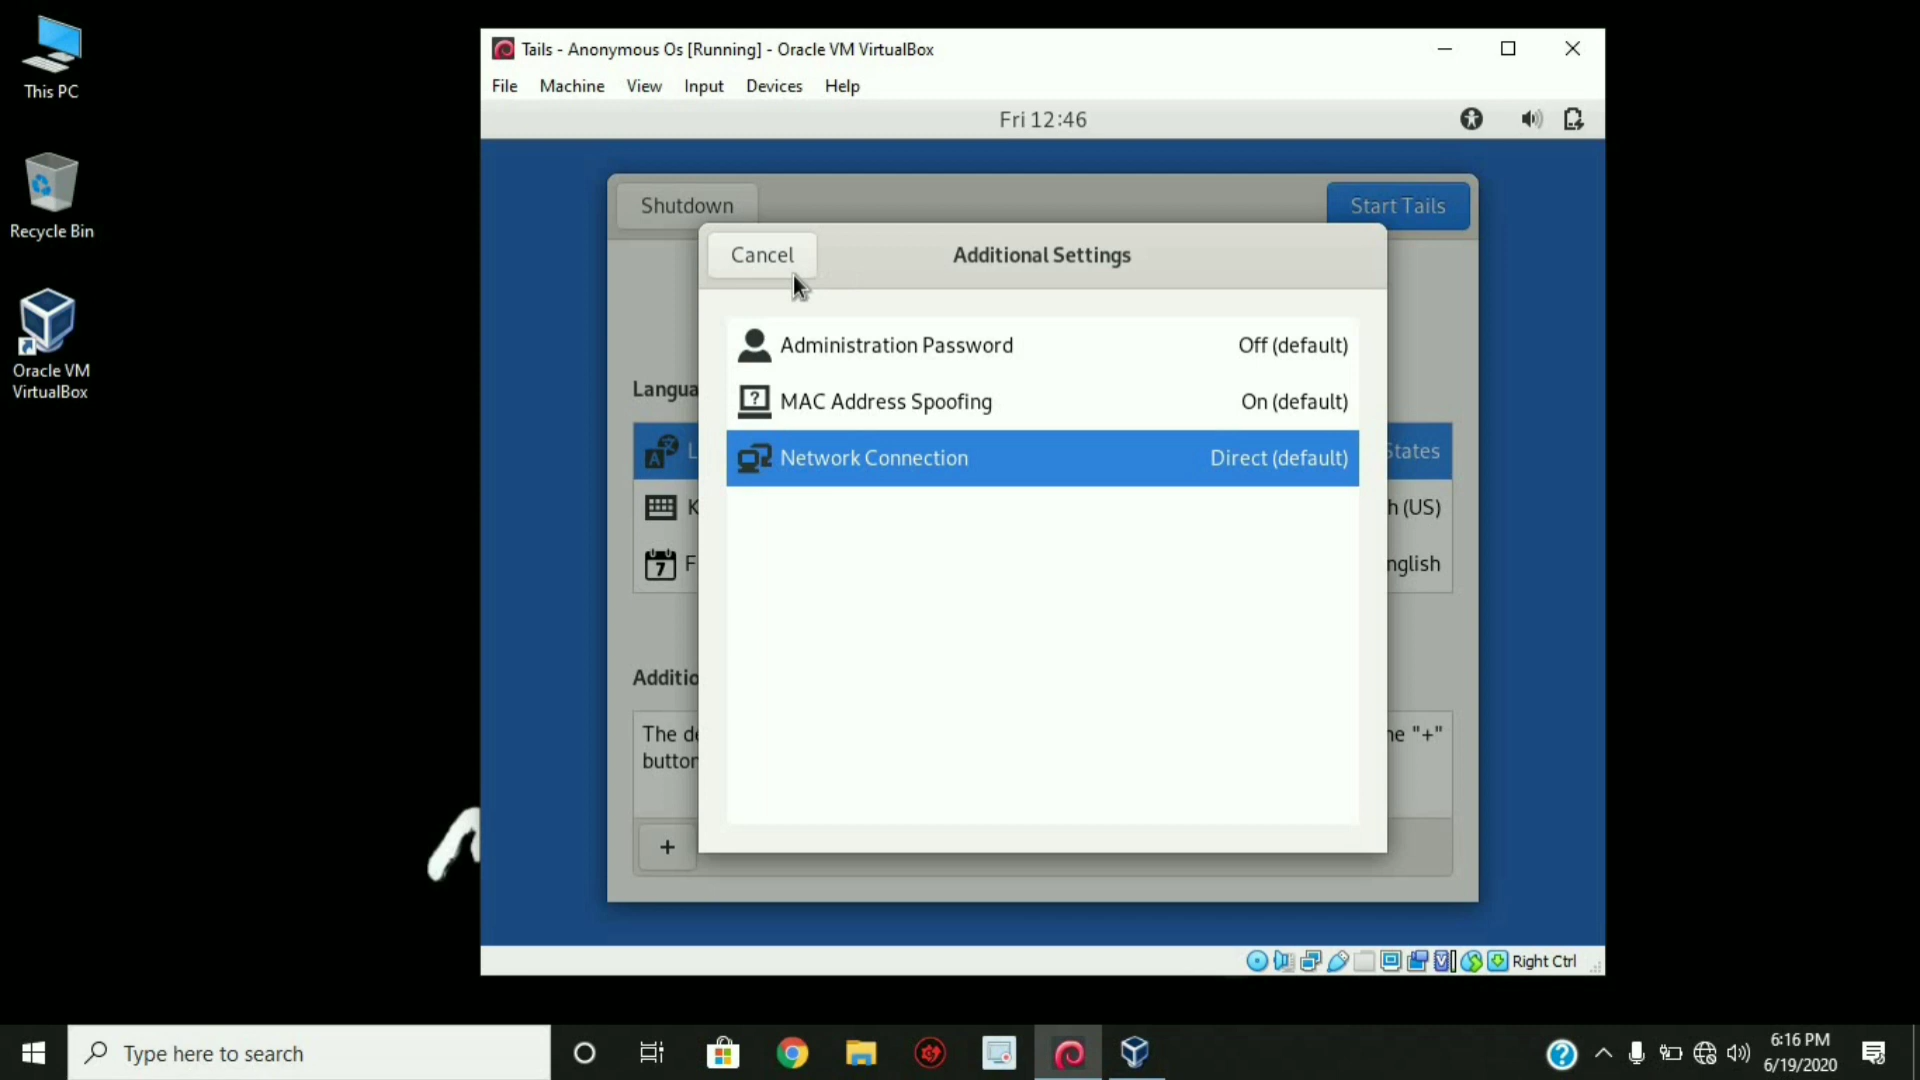 This PC
Recycle Bin
Oracle VM
VirtualBox
Tails - Anonymous Os [Running] - Oracle VM VirtualBox
File Machine View Input Devices Help
Fri 12:46
Shutdown
Start Tails
Cancel
Additional Settings
Administration Password Off (default)
MAC Address Spoofing On (default)
Network Connection Direct (default)
Langua
L
States
K
h (US)
F
nglish
7
Additio
The de
he "+"
button
+
Right Ctrl
Type here to search
6:16 PM
6/19/2020